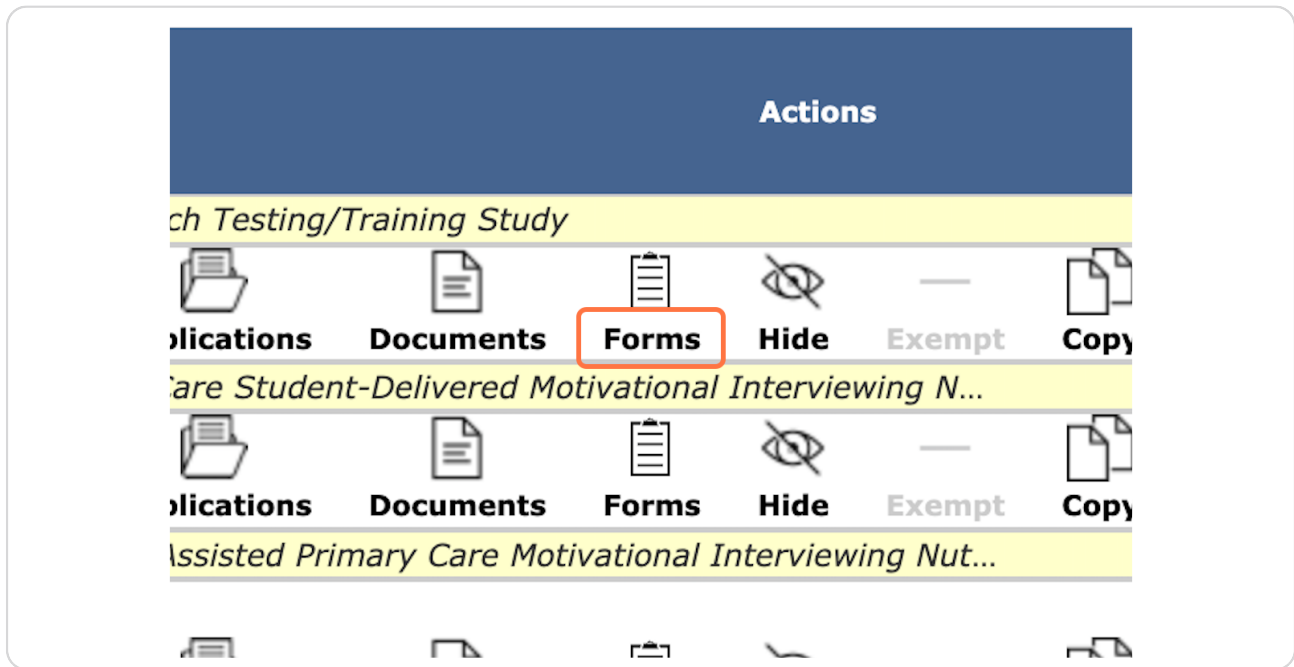 Actions
ch Testing/Training Study
plications Documents Forms Hide Exempt Copy
Care Student-Delivered Motivational Interviewing N...
plications Documents Forms Hide Exempt Copy
Assisted Primary Care Motivational Interviewing Nut...